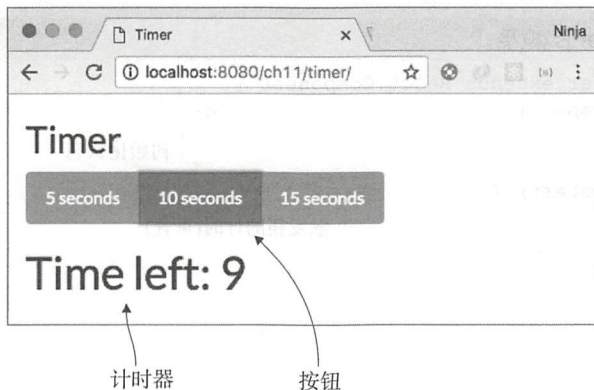 Timer
Ninja
localhost:8080/ch11/timer/
Timer
5 seconds 10 seconds 15 seconds
Time left: 9
计时器 按钮